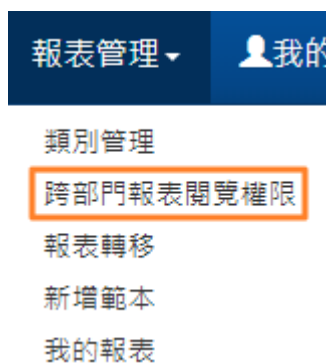 報表管理 我的
類別管理
跨部門報表閱覽權限
報表轉移
新增範本
我的報表